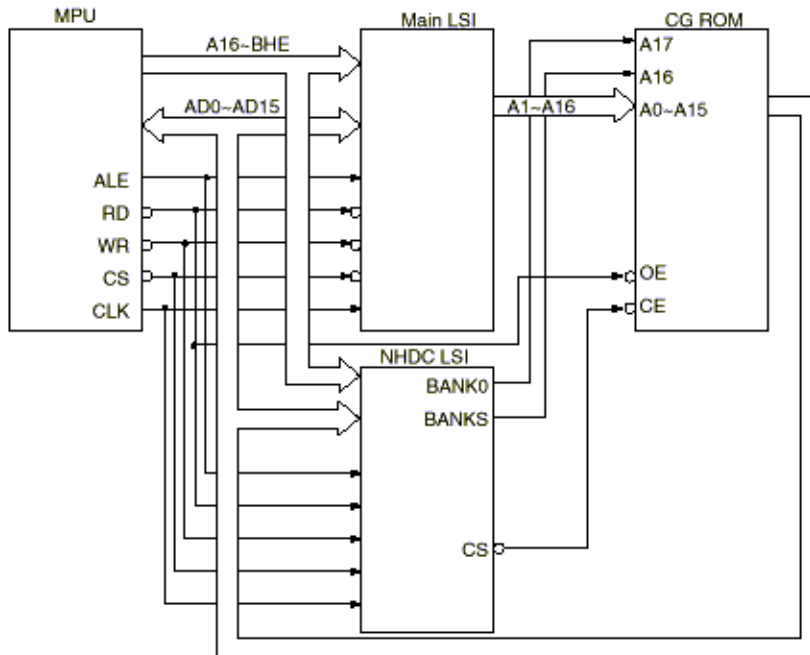 MPU
Main LSI
CG ROM
A16~BHE
A17
A16
AD0~AD15
A1~A16
A0~A15
ALE
RD
WR
CS
CLK
OE
CE
NHDC LSI
BANK0
BANKS
CS